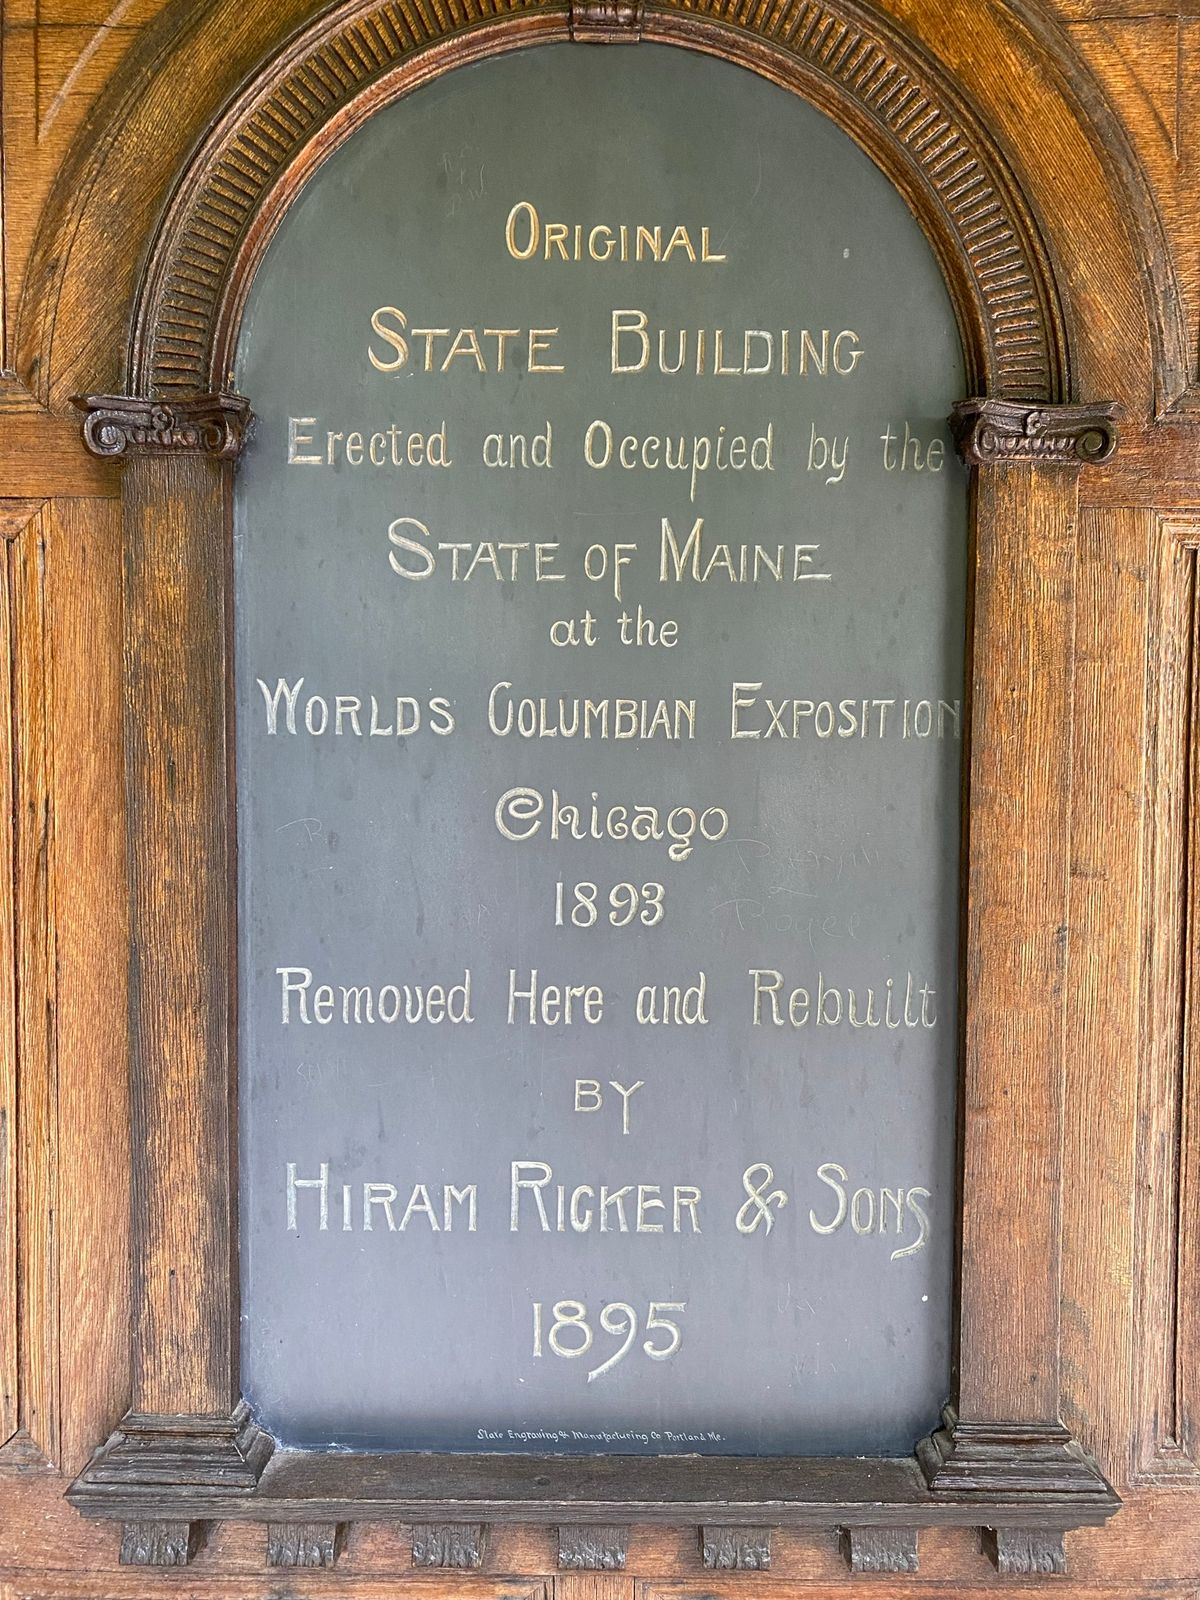 ORIGINAL
STATE BUILDING
Erected and Occupied by the
STATE OF MAINE
at the
WORLDS COLUMBIAN EXPOSITION
Chicago
1893
Removed Here and Rebuilt
BY
HIRAM RICKER & SONS
1895
Slate Engraving & Manufacturing Co Portland Me.